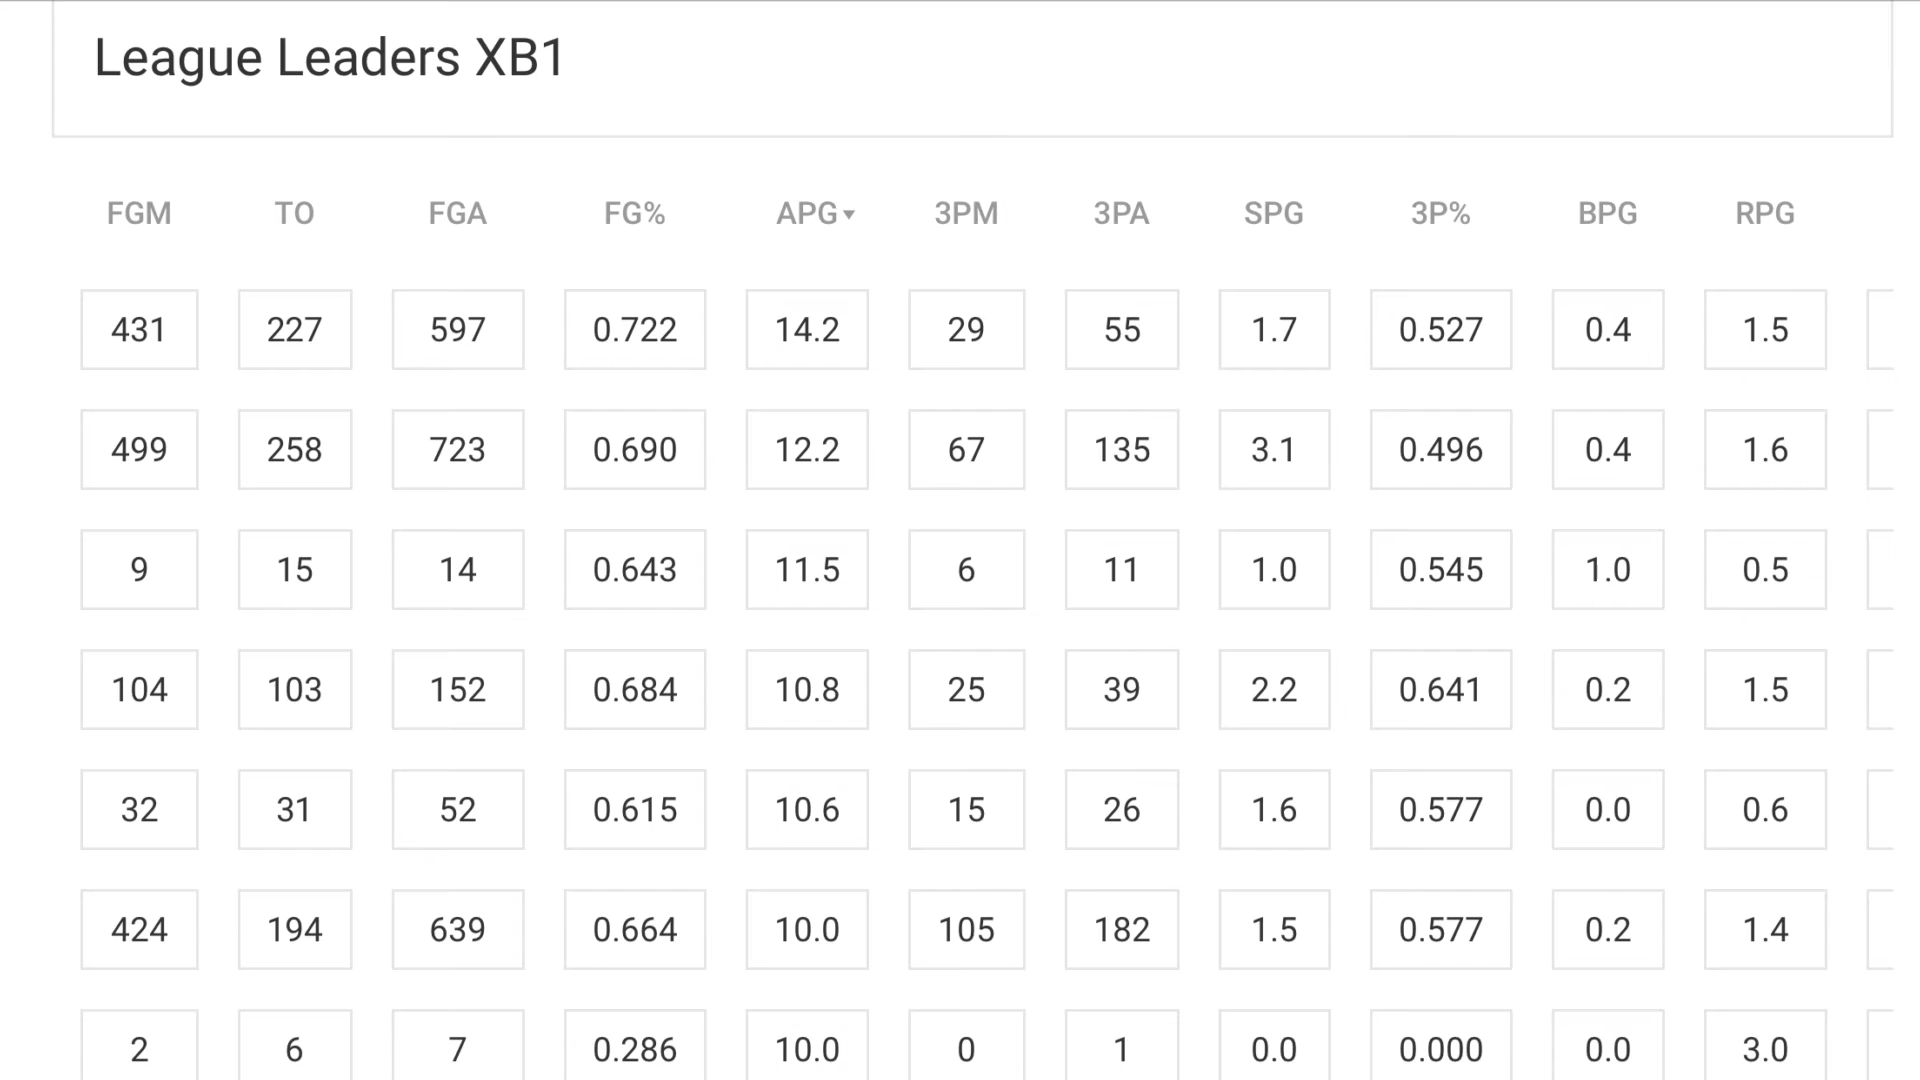 League Leaders XB1
FGM TO FGA FG% APG▾ 3PM 3PA SPG 3P% BPG RPG
431 227 597 0.722 14.2 29 55 1.7 0.527 0.4 1.5
499 258 723 0.690 12.2 67 135 3.1 0.496 0.4 1.6
9 15 14 0.643 11.5 6 11 1.0 0.545 1.0 0.5
104 103 152 0.684 10.8 25 39 2.2 0.641 0.2 1.5
32 31 52 0.615 10.6 15 26 1.6 0.577 0.0 0.6
424 194 639 0.664 10.0 105 182 1.5 0.577 0.2 1.4
2 6 7 0.286 10.0 0 1 0.0 0.000 0.0 3.0